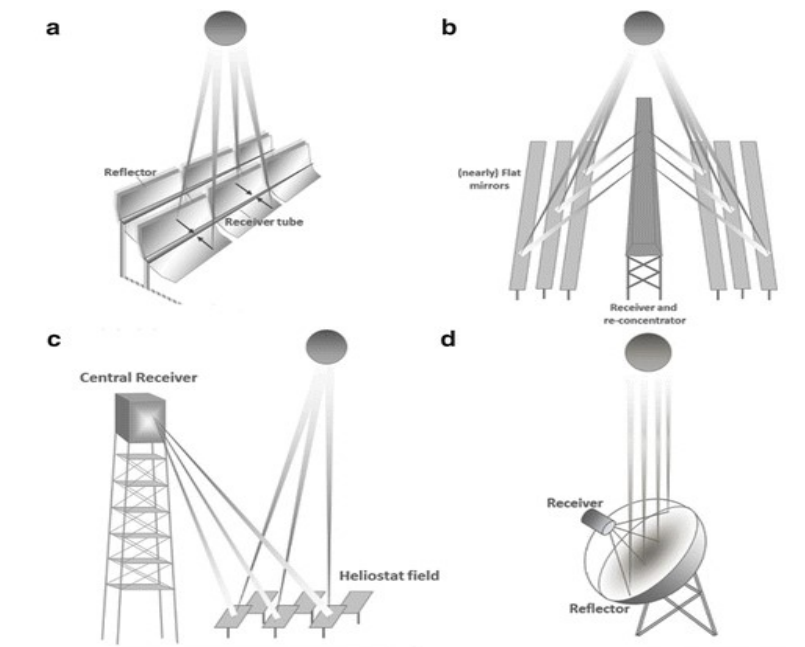 a
Reflector
Receiver tube
b
(nearly) Flat
mirrors
Receiver and
re-concentrator
c
Central Receiver
Heliostat field
d
Receiver
Reflector